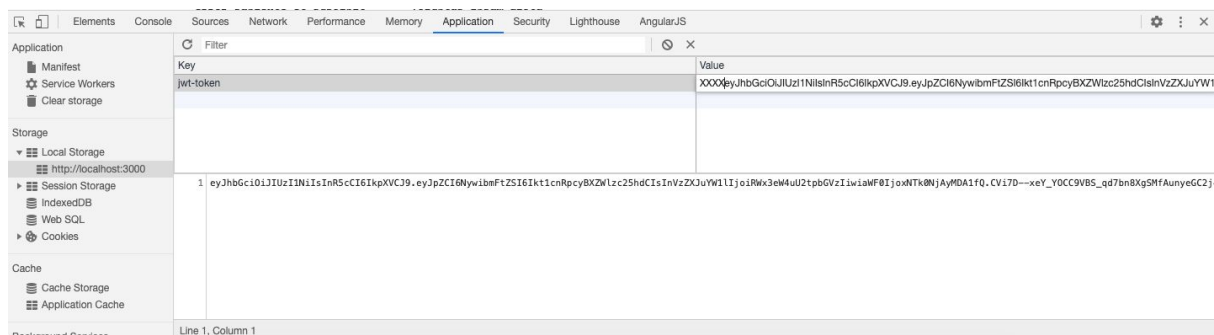 Elements Console Sources Network Performance Memory Application Security Lighthouse AngularJS
Application
Manifest
Service Workers
Clear storage
Storage
Local Storage
http://localhost:3000
Session Storage
IndexedDB
Web SQL
Cookies
Cache
Cache Storage
Application Cache
Filter
Key Value
jwt-token XXXXeyJhbGciOiJIUzI1NiIsInR5cCI6IkpXVCJ9.eyJpZCI6NywibmFtZSI6Ikt1cnRpcyBXZWlzc25hdCIsInVzZXJuYW1
1 eyJhbGciOiJIUzI1NiIsInR5cCI6IkpXVCJ9.eyJpZCI6NywibmFtZSI6Ikt1cnRpcyBXZWlzc25hdCIsInVzZXJuYW1lIjoiRWx3eW4uU2tpbGVzIiwiaWF0IjoxNTk0NjAyMDA1fQ.CVi7D--xeY_YOCC9VBS_qd7bn8XgSMfAunyeGC2j
Line 1, Column 1